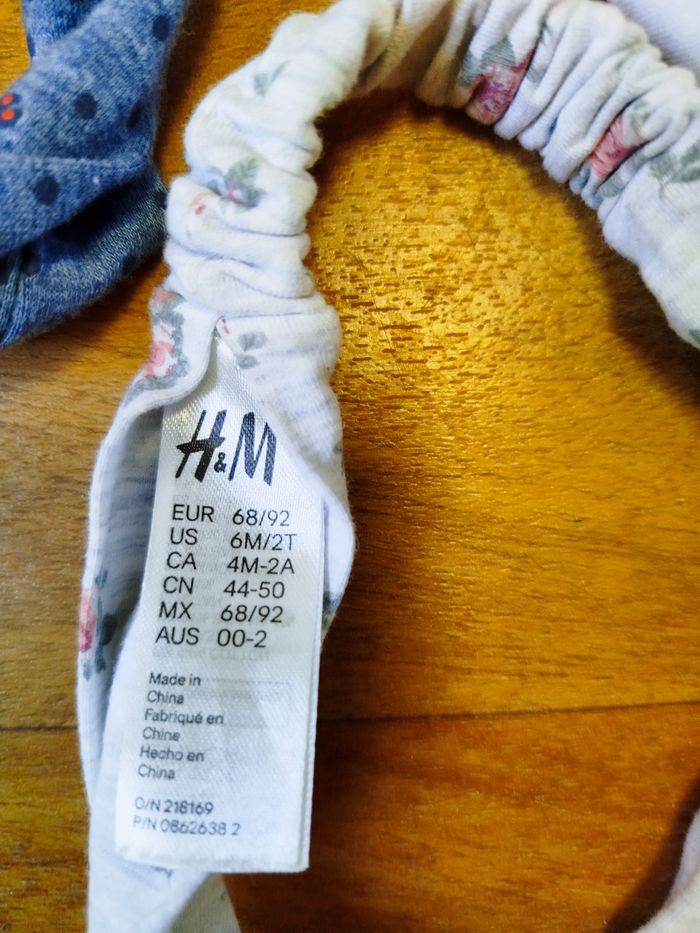 H&M
EUR 68/92
US 6M/2T
CA 4M-2A
CN 44-50
MX 68/92
AUS 00-2
Made in
China
Fabriqué en
Chine
Hecho en
China
O/N 218169
P/N 0862638 2